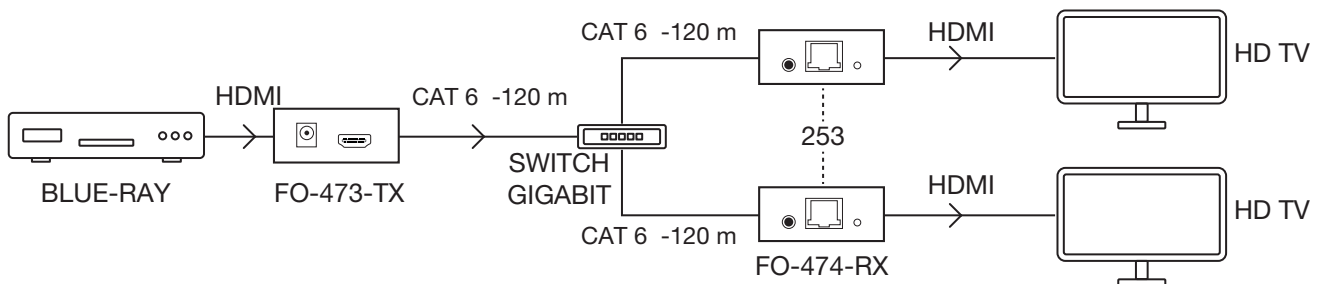 HDMI
BLUE-RAY
FO-473-TX
CAT 6 -120 m
SWITCH
GIGABIT
CAT 6 -120 m
HDMI
HD TV
253
CAT 6 -120 m
FO-474-RX
HDMI
HD TV